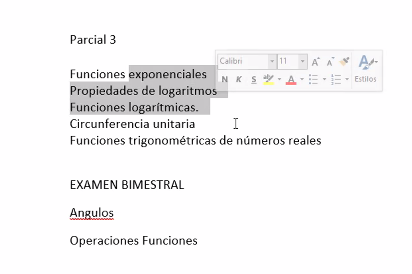 Parcial 3
Funciones exponenciales
Propiedades de logaritmos
Funciones logarítmicas.
Circunferencia unitaria
Funciones trigonométricas de números reales
EXAMEN BIMESTRAL
Angulos
Operaciones Funciones
Calibri 11 A A
N K S A Estilos